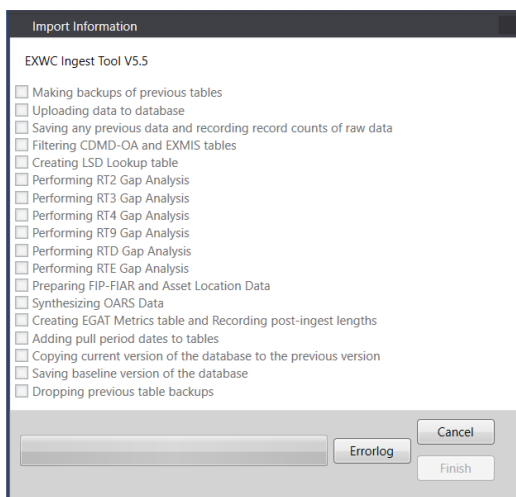 Import Information
EXWC Ingest Tool V5.5
Making backups of previous tables
Uploading data to database
Saving any previous data and recording record counts of raw data
Filtering CDMD-OA and EXMIS tables
Creating LSD Lookup table
Performing RT2 Gap Analysis
Performing RT3 Gap Analysis
Performing RT4 Gap Analysis
Performing RT9 Gap Analysis
Performing RTD Gap Analysis
Performing RTE Gap Analysis
Preparing FIP-FIAR and Asset Location Data
Synthesizing OARS Data
Creating EGAT Metrics table and Recording post-ingest lengths
Adding pull period dates to tables
Copying current version of the database to the previous version
Saving baseline version of the database
Dropping previous table backups
Cancel
Errorlog
Finish